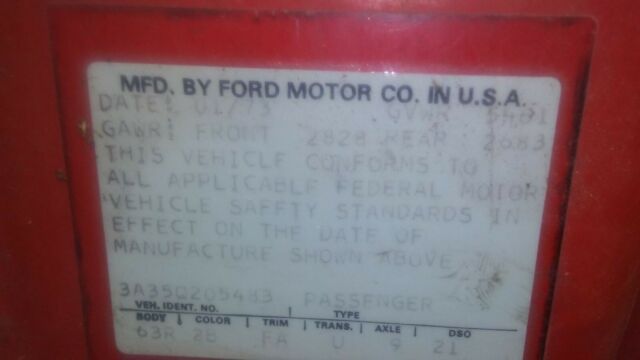 MFD. BY FORD MOTOR CO. IN U.S.A.
DATE: 01/73 GVWR 5401
GAWR: FRONT 2828 REAR 2683
THIS VEHICLE CONFORMS TO
ALL APPLICABLE FEDERAL MOTOR
VEHICLE SAFETY STANDARDS IN
EFFECT ON THE DATE OF
MANUFACTURE SHOWN ABOVE
3A35Q205483 PASSENGER
VEH. IDENT. NO. TYPE
BODY COLOR TRIM TRANS. AXLE DSO
63R 2B FA U 9 21